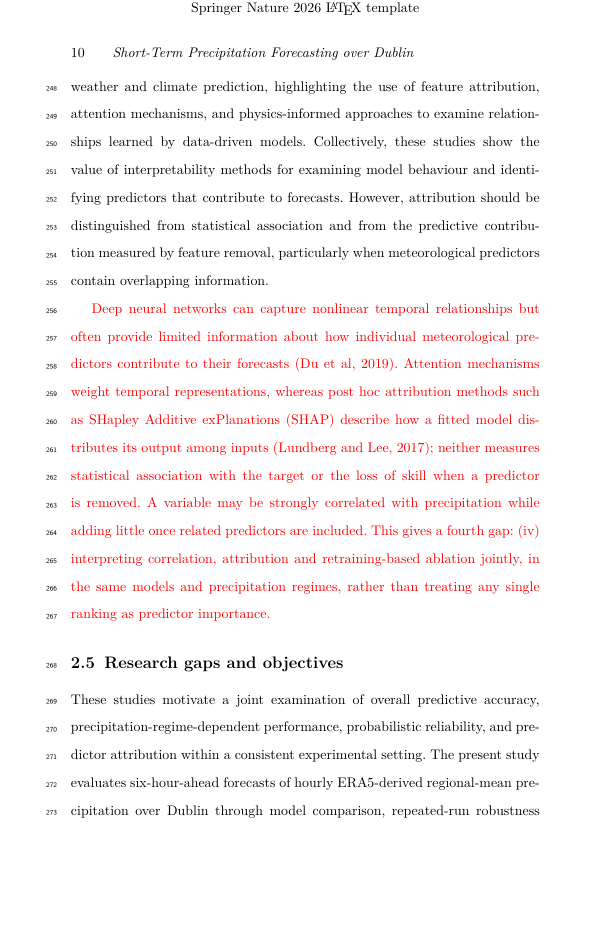 Springer Nature 2026 LATEX template
10 Short-Term Precipitation Forecasting over Dublin
248 weather and climate prediction, highlighting the use of feature attribution,
249 attention mechanisms, and physics-informed approaches to examine relation-
250 ships learned by data-driven models. Collectively, these studies show the
251 value of interpretability methods for examining model behaviour and identi-
252 fying predictors that contribute to forecasts. However, attribution should be
253 distinguished from statistical association and from the predictive contribu-
254 tion measured by feature removal, particularly when meteorological predictors
255 contain overlapping information.
256 Deep neural networks can capture nonlinear temporal relationships but
257 often provide limited information about how individual meteorological pre-
258 dictors contribute to their forecasts (Du et al, 2019). Attention mechanisms
259 weight temporal representations, whereas post hoc attribution methods such
260 as SHapley Additive exPlanations (SHAP) describe how a fitted model dis-
261 tributes its output among inputs (Lundberg and Lee, 2017); neither measures
262 statistical association with the target or the loss of skill when a predictor
263 is removed. A variable may be strongly correlated with precipitation while
264 adding little once related predictors are included. This gives a fourth gap: (iv)
265 interpreting correlation, attribution and retraining-based ablation jointly, in
266 the same models and precipitation regimes, rather than treating any single
267 ranking as predictor importance.
268 2.5 Research gaps and objectives
269 These studies motivate a joint examination of overall predictive accuracy,
270 precipitation-regime-dependent performance, probabilistic reliability, and pre-
271 dictor attribution within a consistent experimental setting. The present study
272 evaluates six-hour-ahead forecasts of hourly ERA5-derived regional-mean pre-
273 cipitation over Dublin through model comparison, repeated-run robustness